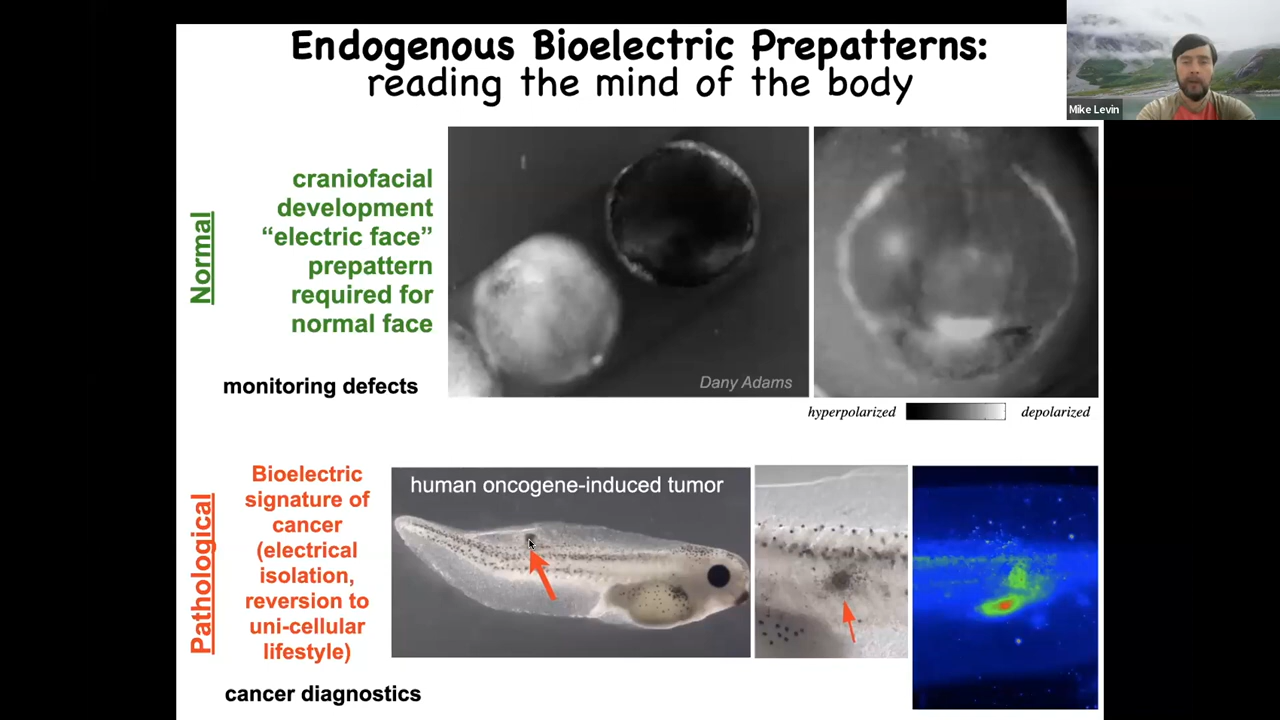 Endogenous Bioelectric Prepatterns:
reading the mind of the body
Mike Levin
Normal
craniofacial
development
“electric face”
prepattern
required for
normal face
monitoring defects
Dany Adams
hyperpolarized
depolarized
Pathological
Bioelectric
signature of
cancer
(electrical
isolation,
reversion to
uni-cellular
lifestyle)
cancer diagnostics
human oncogene-induced tumor